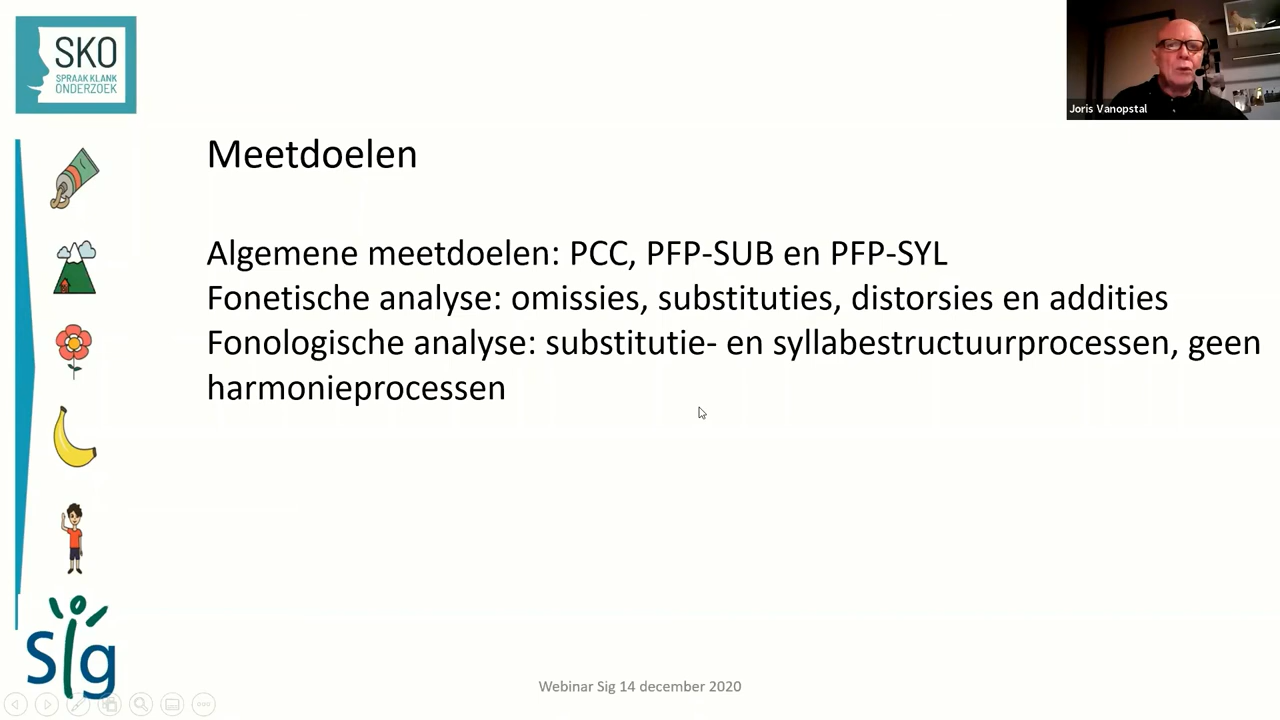 SKO
SPRAAK KLANK
ONDERZOEK
Joris Vanopstal
Meetdoelen
Algemene meetdoelen: PCC, PFP-SUB en PFP-SYL
Fonetische analyse: omissies, substituties, distorsies en addities
Fonologische analyse: substitutie- en syllabestructuurprocessen, geen
harmonieprocessen
Sig
Webinar Sig 14 december 2020